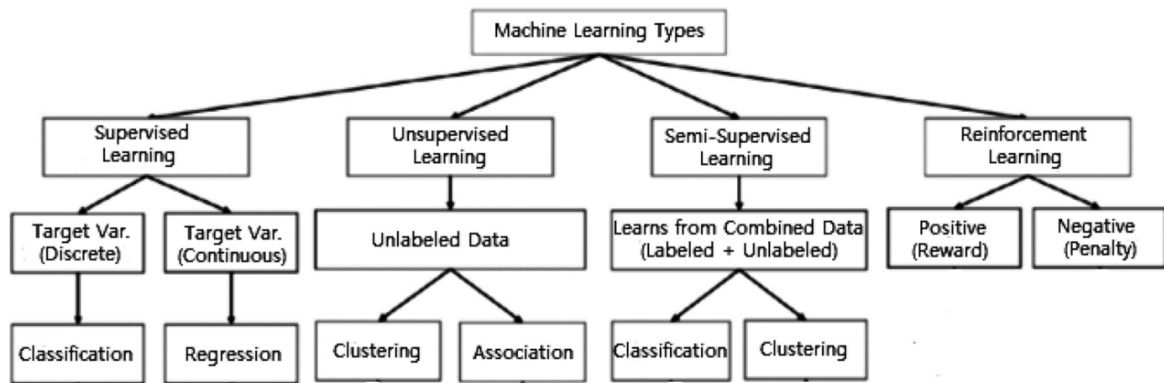 Machine Learning Types
Supervised
Learning
Unsupervised
Learning
Semi-Supervised
Learning
Reinforcement
Learning
Target Var.
(Discrete)
Target Var.
(Continuous)
Unlabeled Data
Learns from Combined Data
(Labeled + Unlabeled)
Positive
(Reward)
Negative
(Penalty)
Classification
Regression
Clustering
Association
Classification
Clustering